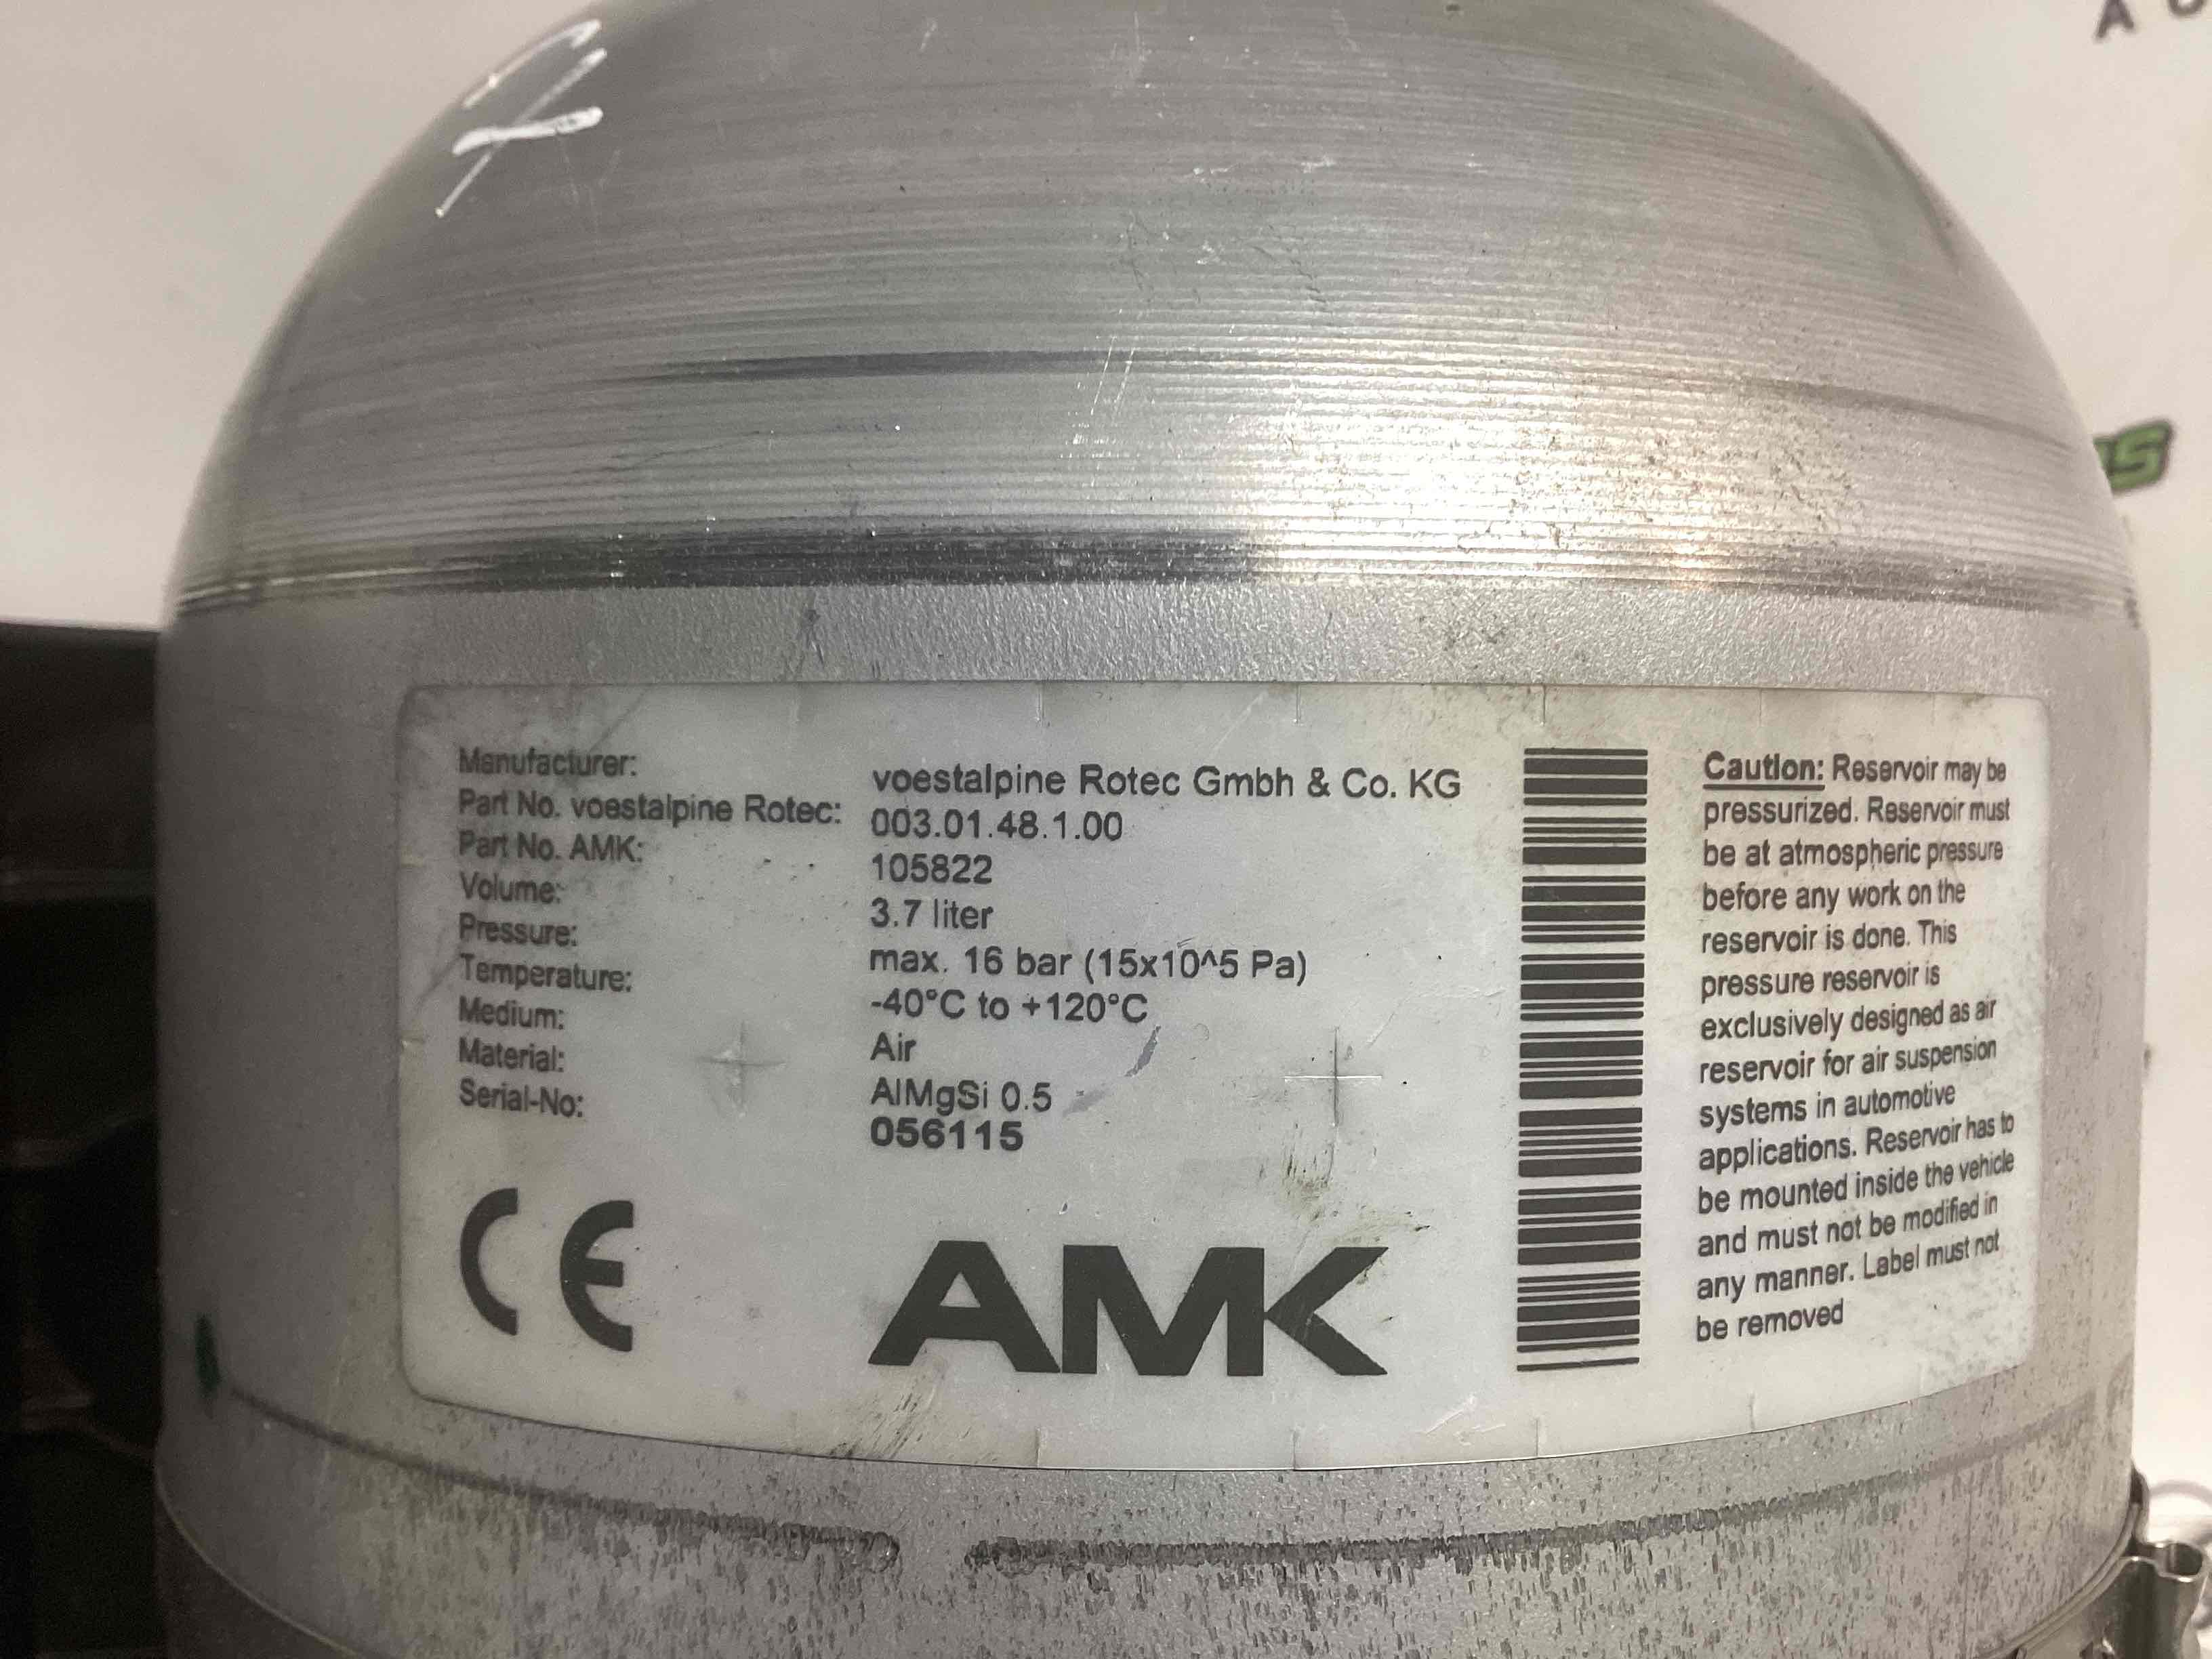 Manufacturer: voestalpine Rotec Gmbh & Co. KG
Part No. voestalpine Rotec: 003.01.48.1.00
Part No. AMK: 105822
Volume: 3.7 liter
Pressure: max. 16 bar (15x10^5 Pa)
Temperature: -40°C to +120°C
Medium: Air
Material: AlMgSi 0.5
Serial-No: 056115
CE
AMK
Caution: Reservoir may be
pressurized. Reservoir must
be at atmospheric pressure
before any work on the
reservoir is done. This
pressure reservoir is
exclusively designed as air
reservoir for air suspension
systems in automotive
applications. Reservoir has to
be mounted inside the vehicle
and must not be modified in
any manner. Label must not
be removed